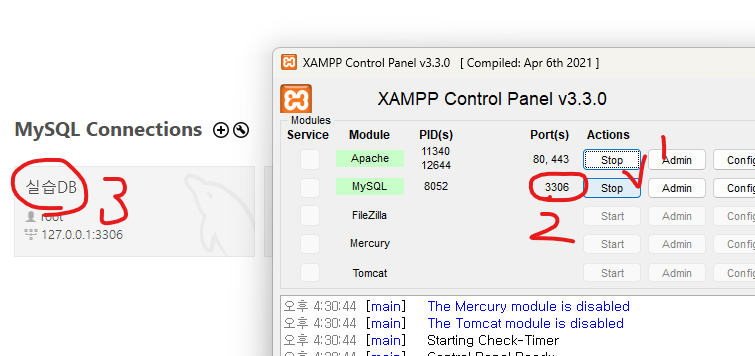 XAMPP Control Panel v3.3.0 [ Compiled: Apr 6th 2021 ]
XAMPP Control Panel v3.3.0
MySQL Connections
실습DB
3
root
127.0.0.1:3306
Modules
Service Module PID(s) Port(s) Actions
Apache 11340 12644 80, 443 Stop Admin Config
1
MySQL 8052 3306 Stop Admin Config
2
FileZilla Start Admin Config
Mercury Start Admin Config
Tomcat Start Admin Config
오후 4:30:44 [main] The Mercury module is disabled
오후 4:30:44 [main] The Tomcat module is disabled
오후 4:30:44 [main] Starting Check-Timer
오후 4:30:44 [main] Control Panel Ready